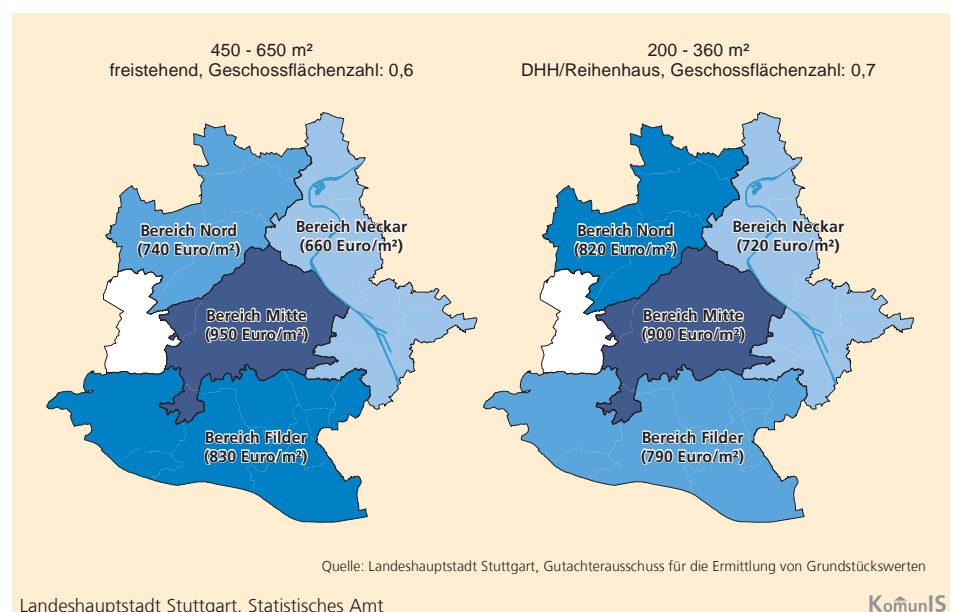 450 - 650 m²
freistehend, Geschossflächenzahl: 0,6
200 - 360 m²
DHH/Reihenhaus, Geschossflächenzahl: 0,7
Bereich Nord
(740 Euro/m²)
Bereich Neckar
(660 Euro/m²)
Bereich Mitte
(950 Euro/m²)
Bereich Filder
(830 Euro/m²)
Bereich Nord
(820 Euro/m²)
Bereich Neckar
(720 Euro/m²)
Bereich Mitte
(900 Euro/m²)
Bereich Filder
(790 Euro/m²)
Quelle: Landeshauptstadt Stuttgart, Gutachterausschuss für die Ermittlung von Grundstückswerten
Landeshauptstadt Stuttgart, Statistisches Amt
KomunIS